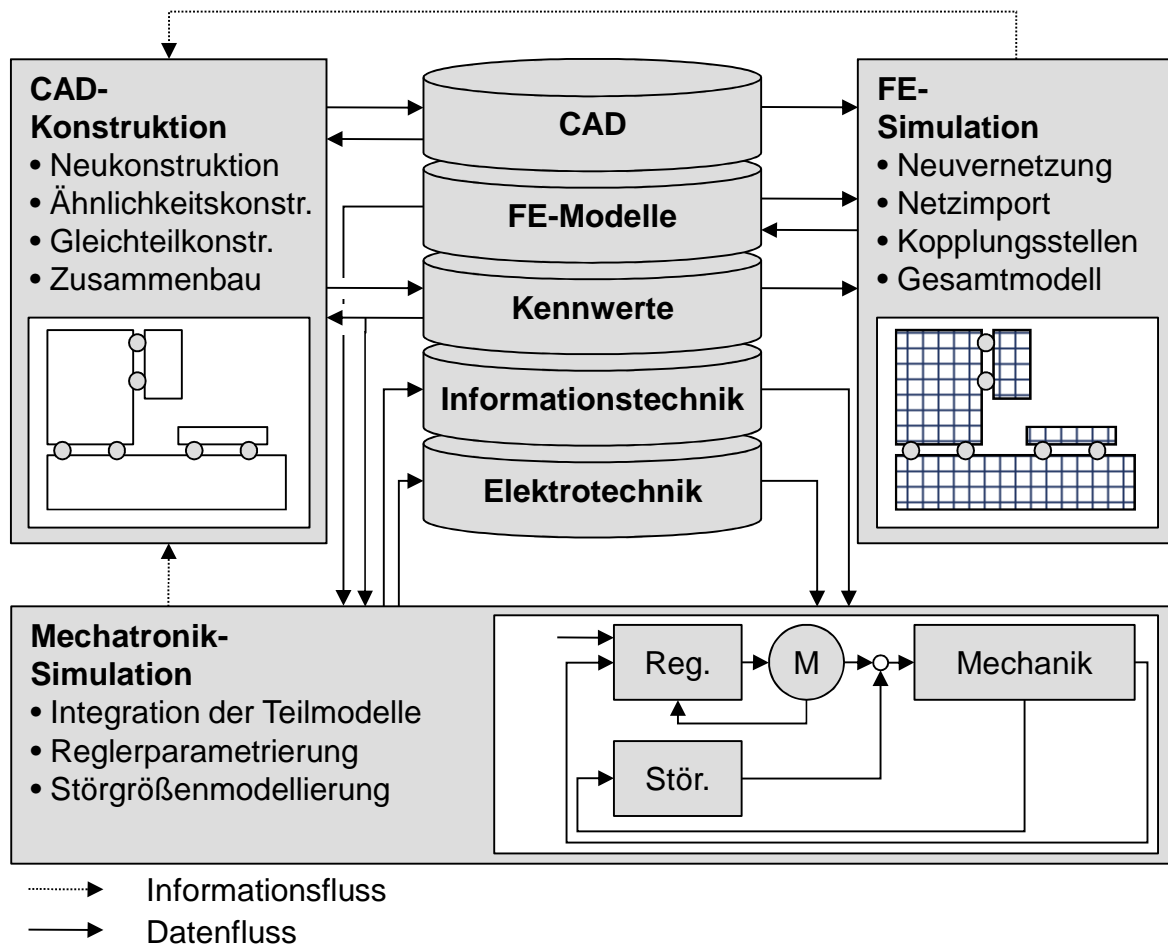 CAD-
Konstruktion
• Neukonstruktion
• Ähnlichkeitskonstr.
• Gleichteilkonstr.
• Zusammenbau
CAD
FE-Modelle
Kennwerte
Informationstechnik
Elektrotechnik
FE-
Simulation
• Neuvernetzung
• Netzimport
• Kopplungsstellen
• Gesamtmodell
Mechatronik-
Simulation
• Integration der Teilmodelle
• Reglerparametrierung
• Störgrößenmodellierung
Reg.
M
Mechanik
Stör.
Informationsfluss
Datenfluss